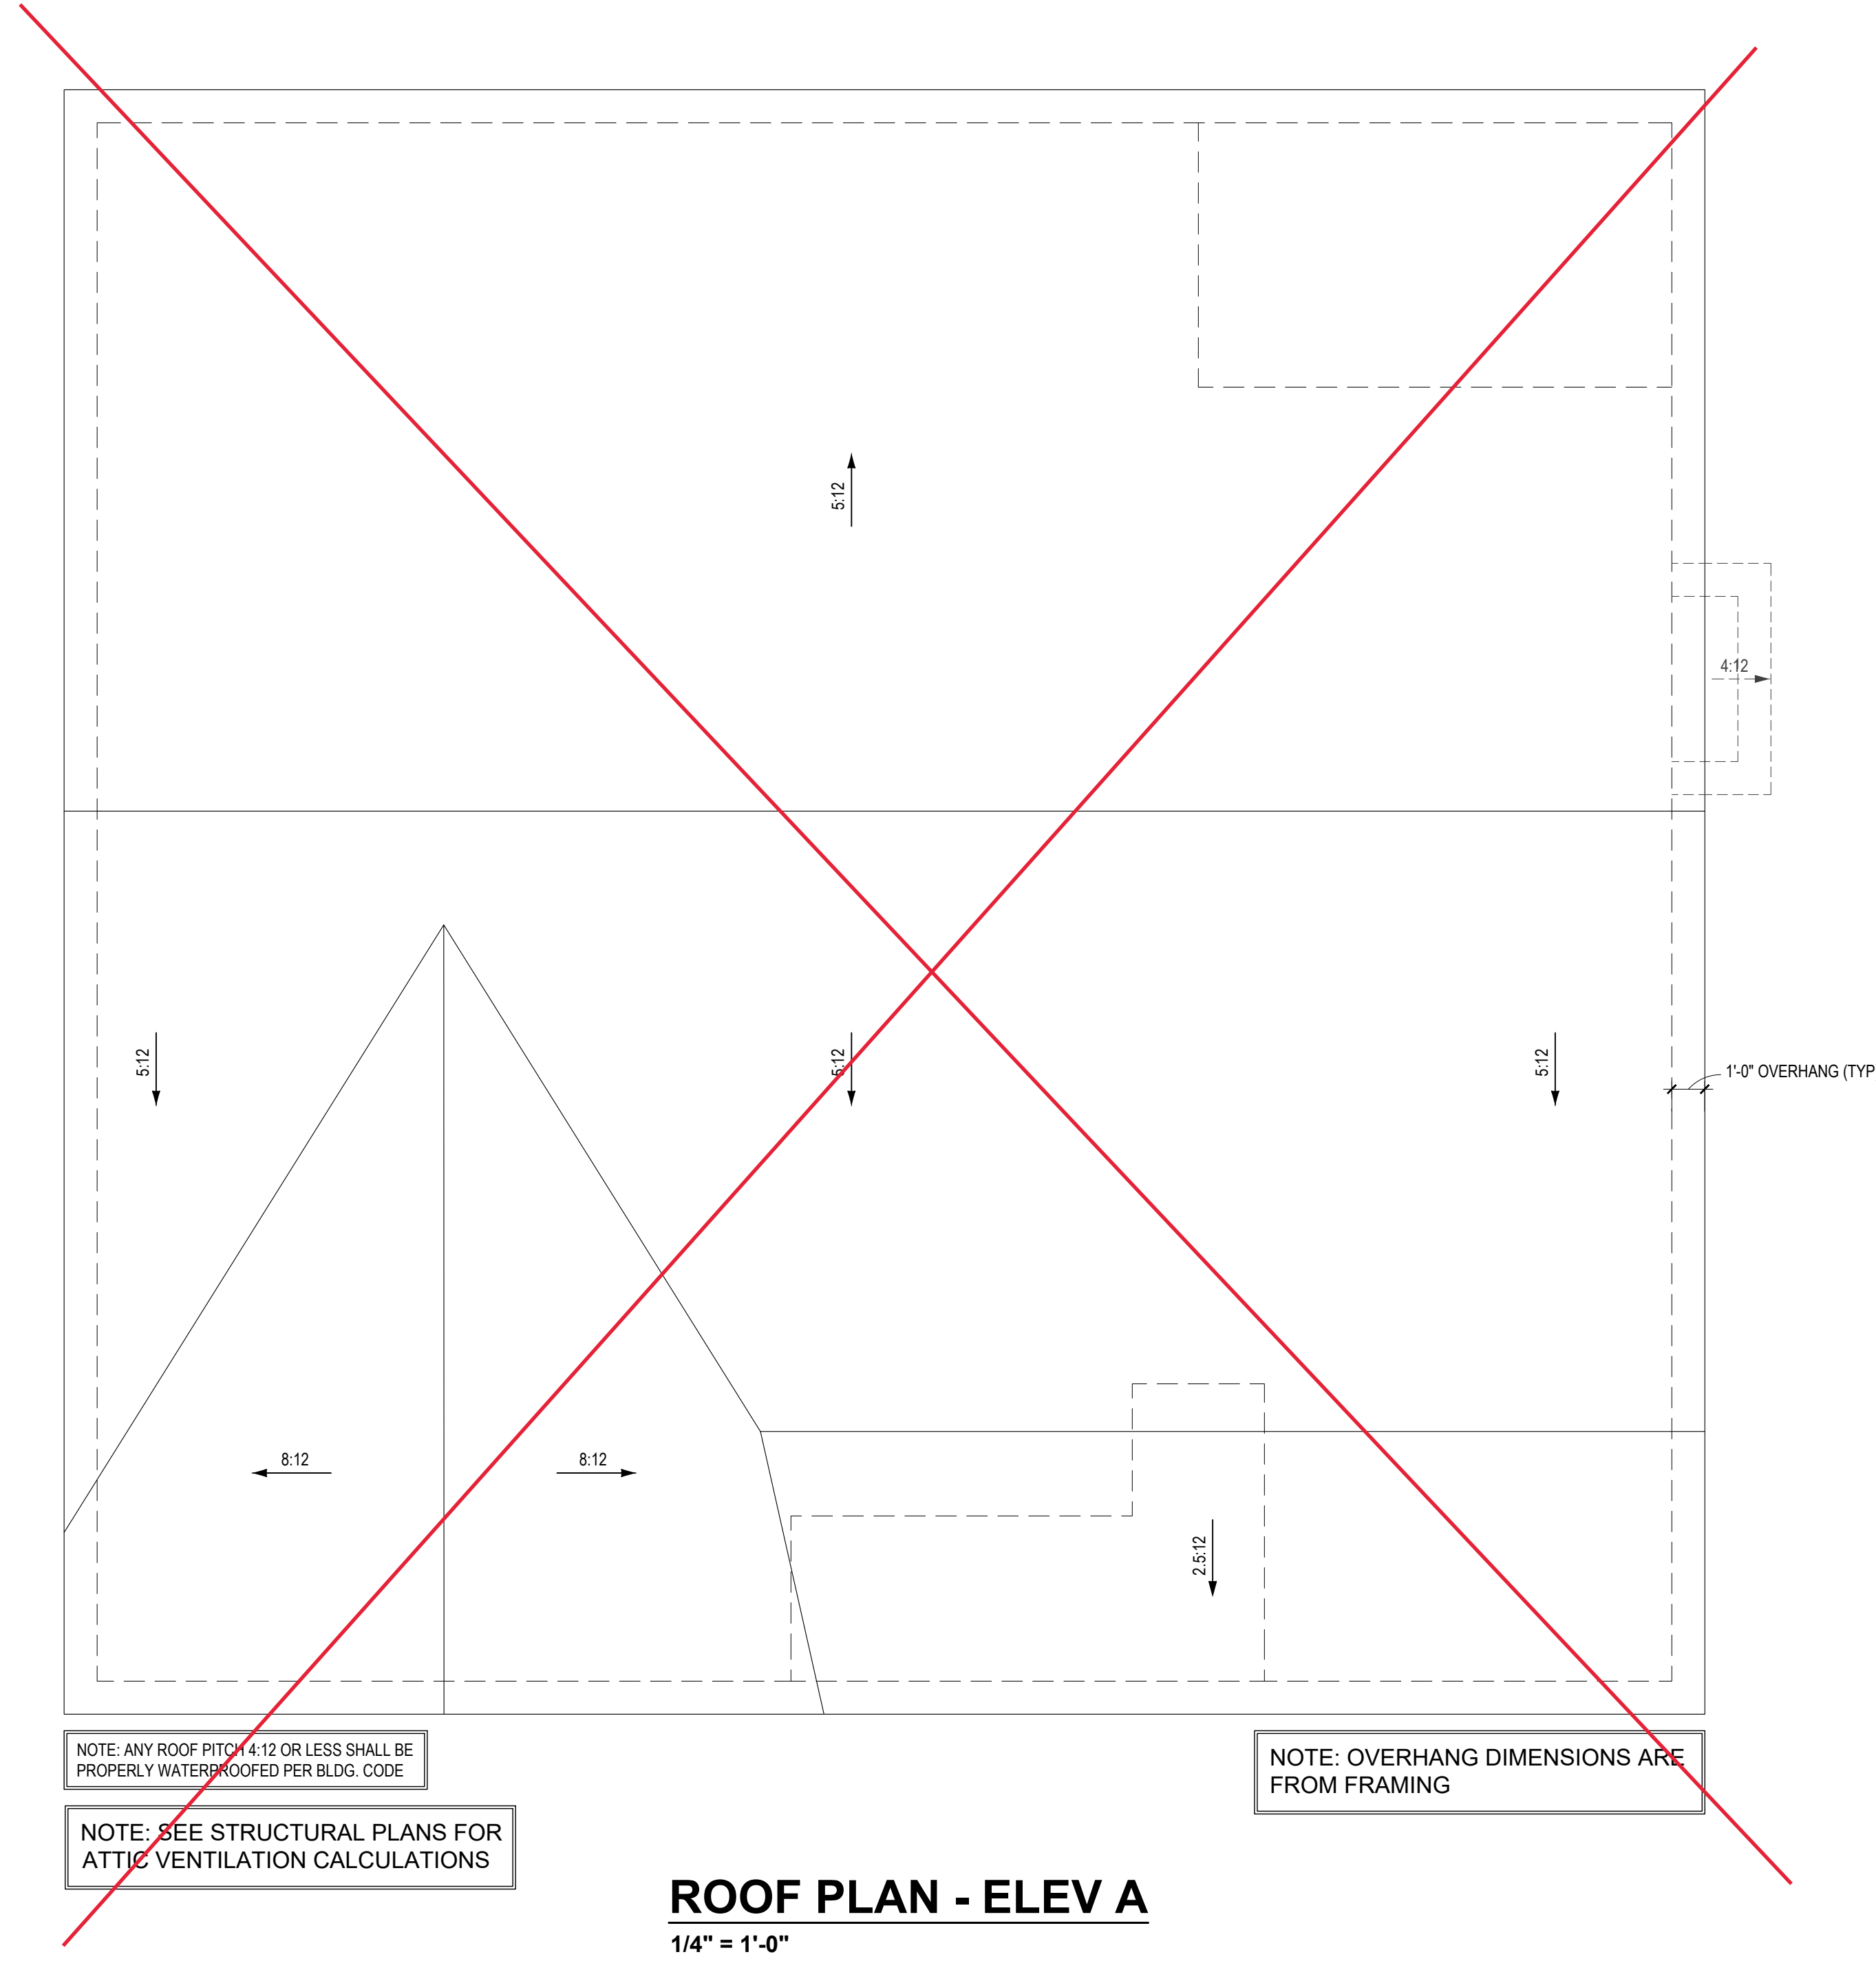 5:12
4:12
5:12
5:12
5:12
1'-0" OVERHANG (TYP
8:12
8:12
2.5:12
NOTE: ANY ROOF PITCH 4:12 OR LESS SHALL BE
PROPERLY WATERPROOFED PER BLDG. CODE
NOTE: OVERHANG DIMENSIONS ARE
FROM FRAMING
NOTE: SEE STRUCTURAL PLANS FOR
ATTIC VENTILATION CALCULATIONS
ROOF PLAN - ELEV A
1/4" = 1'-0"